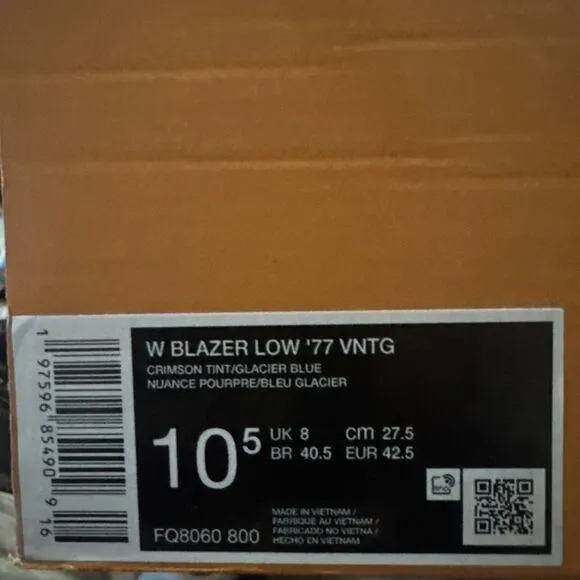 W BLAZER LOW '77 VNTG
CRIMSON TINT/GLACIER BLUE
NUANCE POURPRE/BLEU GLACIER
10⁵ UK 8 cm 27.5
BR 40.5 EUR 42.5
FQ8060 800
MADE IN VIETNAM /
FABRIQUÉ AU VIETNAM /
FABRICADO NO VIETNÃ /
HECHO EN VIETNAM
1 97596 85490 9 16
RFID